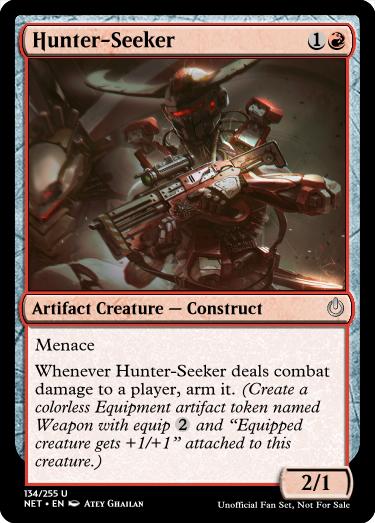 Hunter-Seeker 1
Artifact Creature — Construct
Menace
Whenever Hunter-Seeker deals combat
damage to a player, arm it. (Create a
colorless Equipment artifact token named
Weapon with equip 2 and “Equipped
creature gets +1/+1” attached to this
creature.)
2/1
134/255 U
NET • EN Atey Ghailan
Unofficial Fan Set, Not For Sale